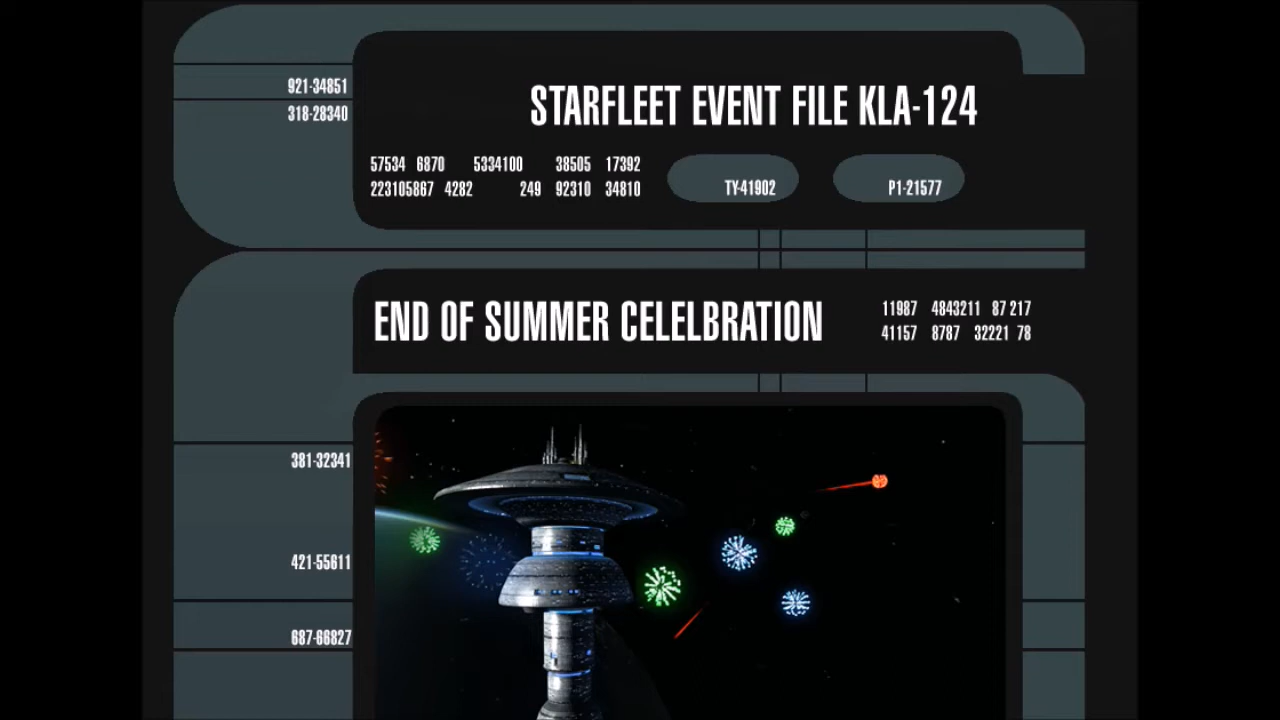 921-34851
318-28340
STARFLEET EVENT FILE KLA-124
57534 6870 5334100 38505 17392
223105867 4282 249 92310 34810
TY-41902
P1-21577
END OF SUMMER CELELBRATION
11987 4843211 87 217
41157 8787 32221 78
381-32341
421-55611
687-66827